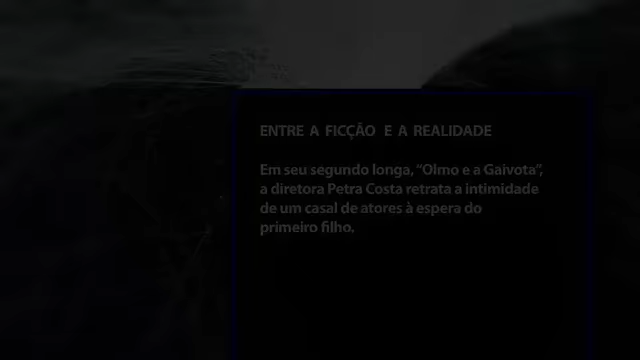 ENTRE A FICÇÃO E A REALIDADE
Em seu segundo longa, “Olmo e a Gaivota”,
a diretora Petra Costa retrata a intimidade
de um casal de atores à espera do
primeiro filho.